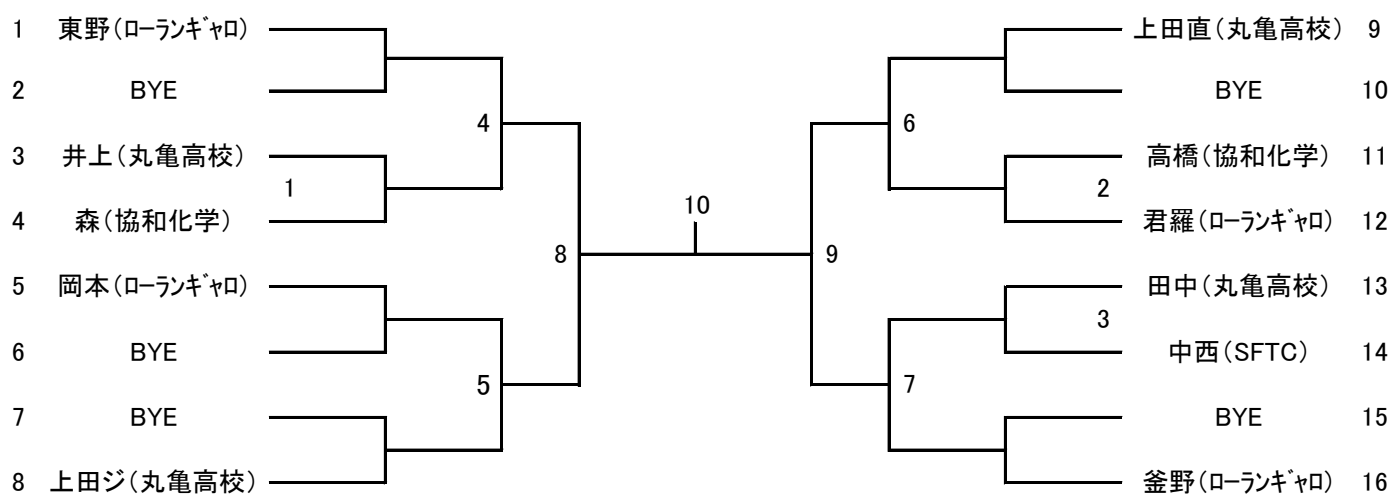 1 東野(ローランギャロ)
2 BYE
3 井上(丸亀高校)
4 森(協和化学)
5 岡本(ローランギャロ)
6 BYE
7 BYE
8 上田ジ(丸亀高校)
1
4
5
8
10
9
6
7
2
3
上田直(丸亀高校) 9
BYE 10
高橋(協和化学) 11
君羅(ローランギャロ) 12
田中(丸亀高校) 13
中西(SFTC) 14
BYE 15
釜野(ローランギャロ) 16